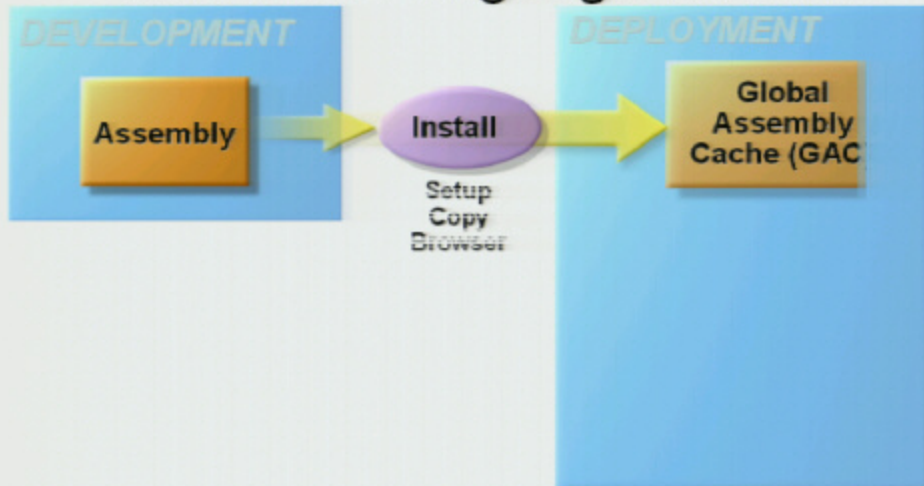 DEVELOPMENT
Assembly
Install
Setup
Copy
Browser
DEPLOYMENT
Global
Assembly
Cache (GAC